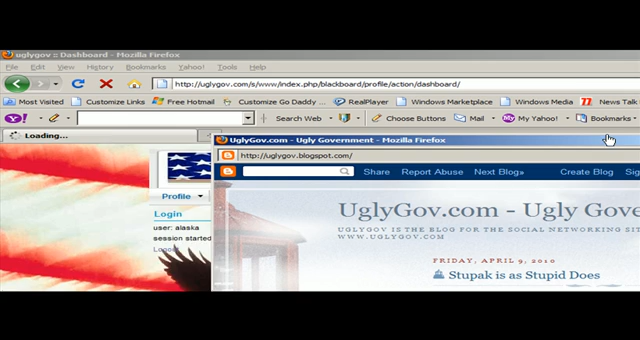 uglygov :: Dashboard - Mozilla Firefox
File Edit View History Bookmarks Yahoo! Tools Help
http://uglygov.com/s/www/index.php/blackboard/profile/action/dashboard/
Most Visited Customize Links Free Hotmail Customize Go Daddy ... RealPlayer Windows Marketplace Windows Media News Talk
Y! Search Web Choose Buttons Mail My Yahoo! Bookmarks
Loading...
UglyGov.com - Ugly Government - Mozilla Firefox
http://uglygov.blogspot.com/
Share Report Abuse Next Blog» Create Blog Sig
Profile
Login
user: alaska
session started
Logout
UglyGov.com - Ugly Gove
UGLYGOV IS THE BLOG FOR THE SOCIAL NETWORKING SIT
WWW.UGLYGOV.COM
FRIDAY, APRIL 9, 2010
Stupak is as Stupid Does